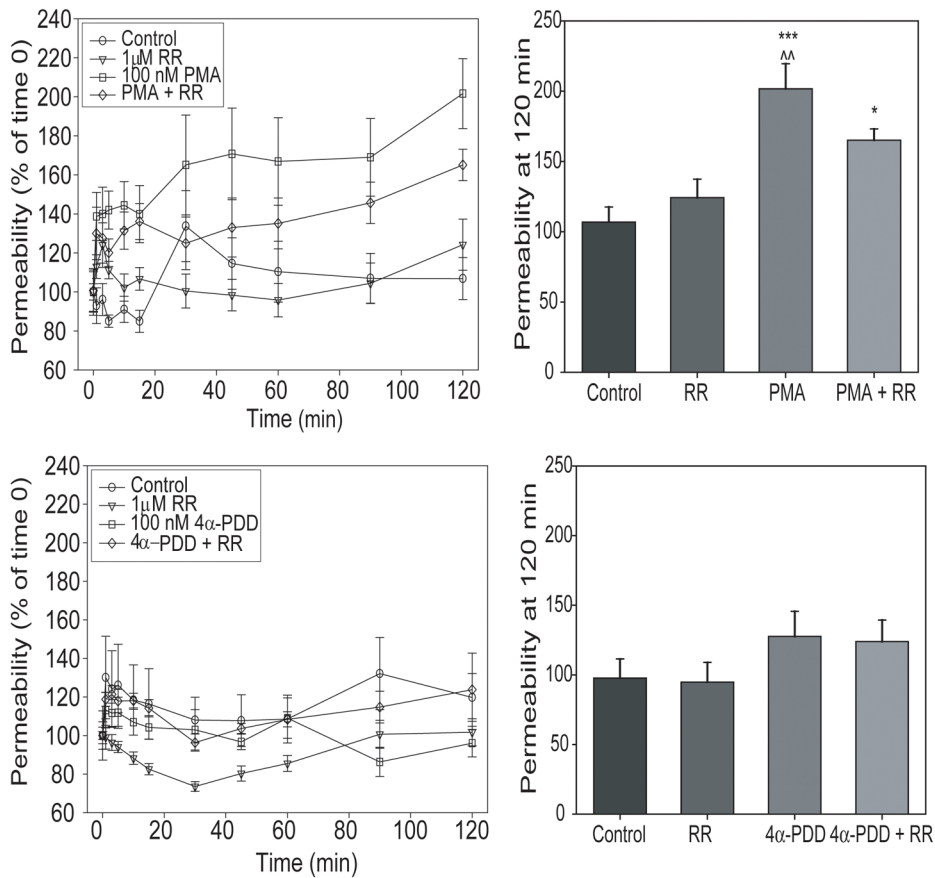 Permeability (% of time 0)
240
220
200
180
160
140
120
100
80
60
Control
1µM RR
100 nM PMA
PMA + RR
0
20
40
60
80
100
120
Time (min)
Permeability at 120 min
250
200
150
100
50
0
***
^^
*
Control
RR
PMA
PMA + RR
Permeability (% of time 0)
240
220
200
180
160
140
120
100
80
60
Control
1µM RR
100 nM 4α-PDD
4α-PDD + RR
0
20
40
60
80
100
120
Time (min)
Permeability at 120 min
250
200
150
100
50
0
Control
RR
4α-PDD
4α-PDD + RR